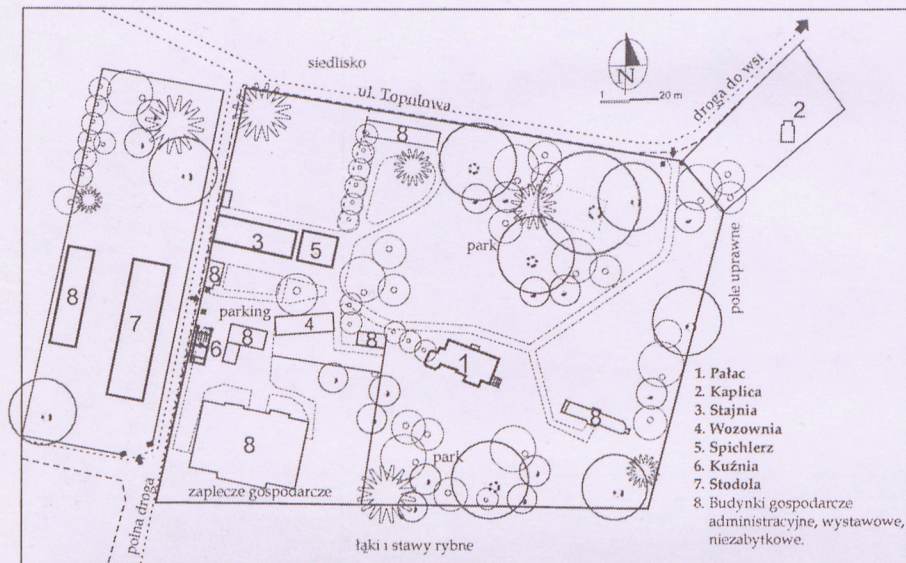 siedlisko
ul. Topolowa
N
1 20 m
droga do wsi
2
8
3
5
park
8
pole uprawne
8
7
parking
4
6
8
8
1
8
8
park
zaplecze gospodarcze
polna droga
łąki i stawy rybne
1. Pałac
2. Kaplica
3. Stajnia
4. Wozownia
5. Spichlerz
6. Kuźnia
7. Stodola
8. Budynki gospodarcze
administracyjne, wystawowe,
niezabytkowe.